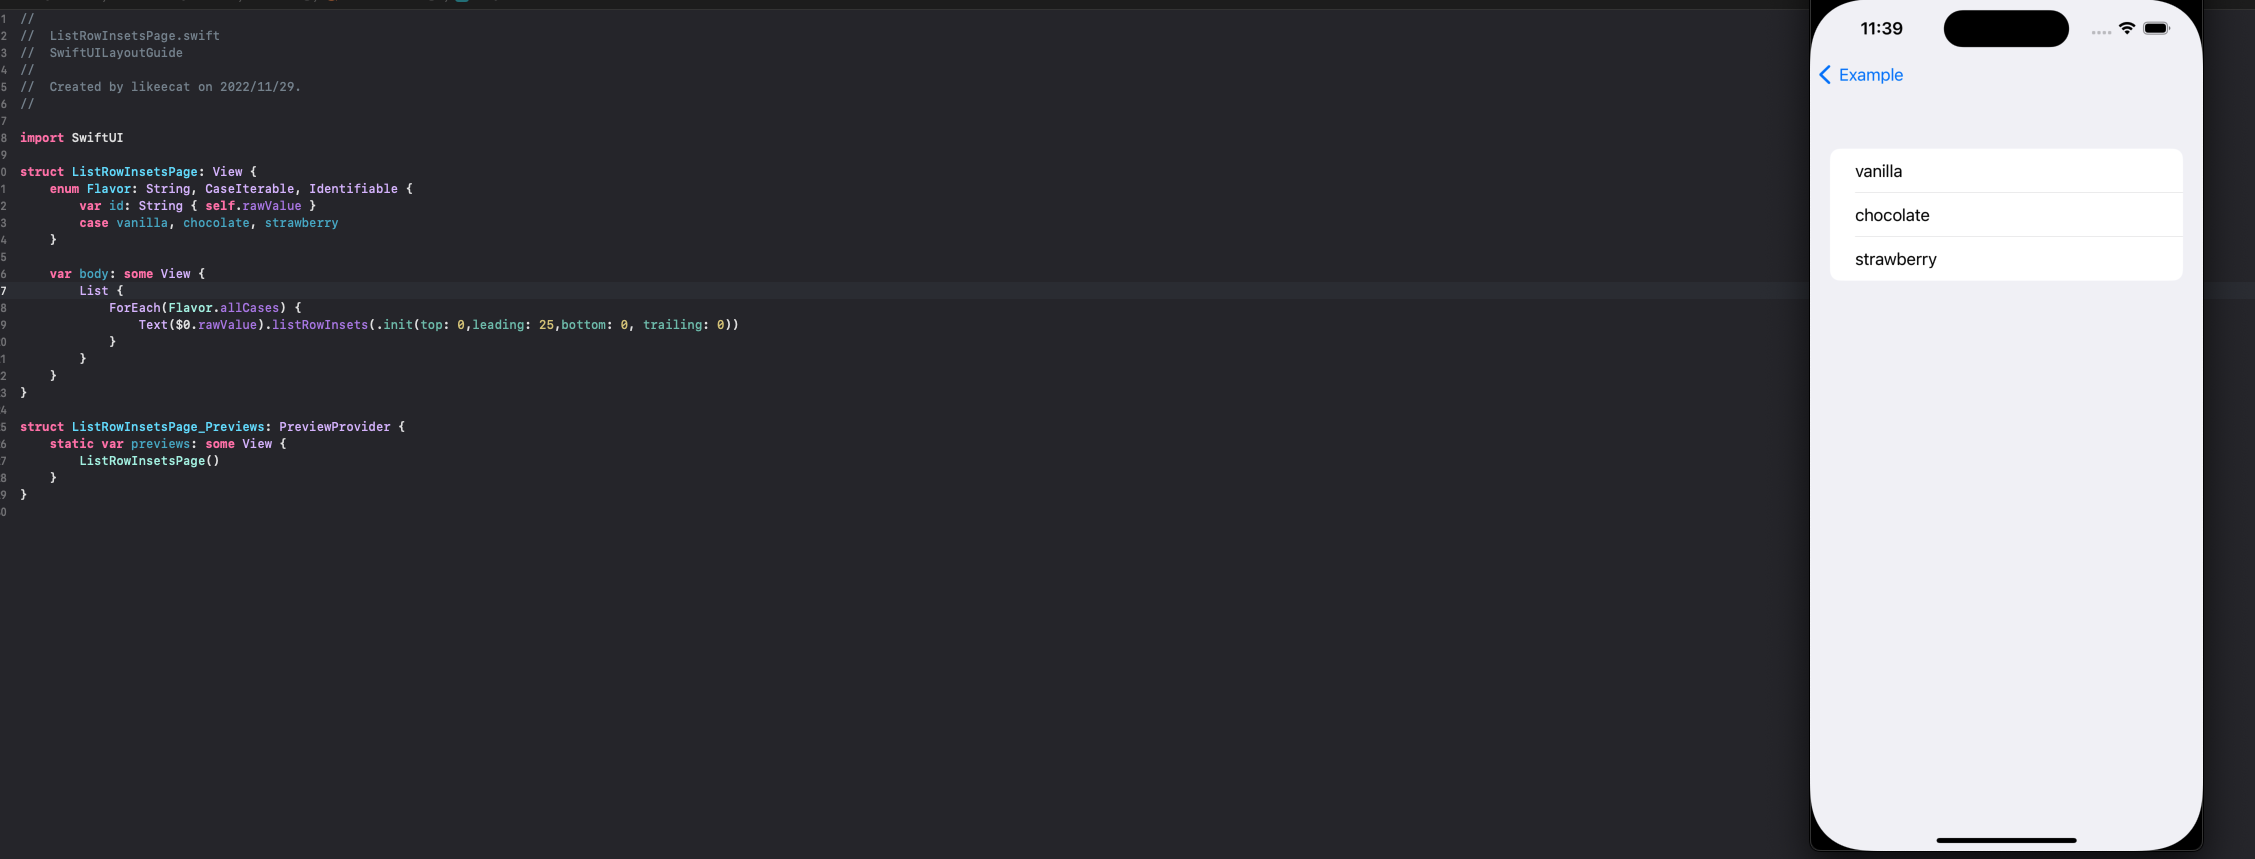 1 //
2 //  ListRowInsetsPage.swift
3 //  SwiftUILayoutGuide
4 //
5 //  Created by likeecat on 2022/11/29.
6 //
7
8 import SwiftUI
9
0 struct ListRowInsetsPage: View {
1     enum Flavor: String, CaseIterable, Identifiable {
2         var id: String { self.rawValue }
3         case vanilla, chocolate, strawberry
4     }
5
6     var body: some View {
7         List {
8             ForEach(Flavor.allCases) {
9                 Text($0.rawValue).listRowInsets(.init(top: 0,leading: 25,bottom: 0, trailing: 0))
0             }
1         }
2     }
3 }
4
5 struct ListRowInsetsPage_Previews: PreviewProvider {
6     static var previews: some View {
7         ListRowInsetsPage()
8     }
9 }
0
11:39
Example
vanilla
chocolate
strawberry